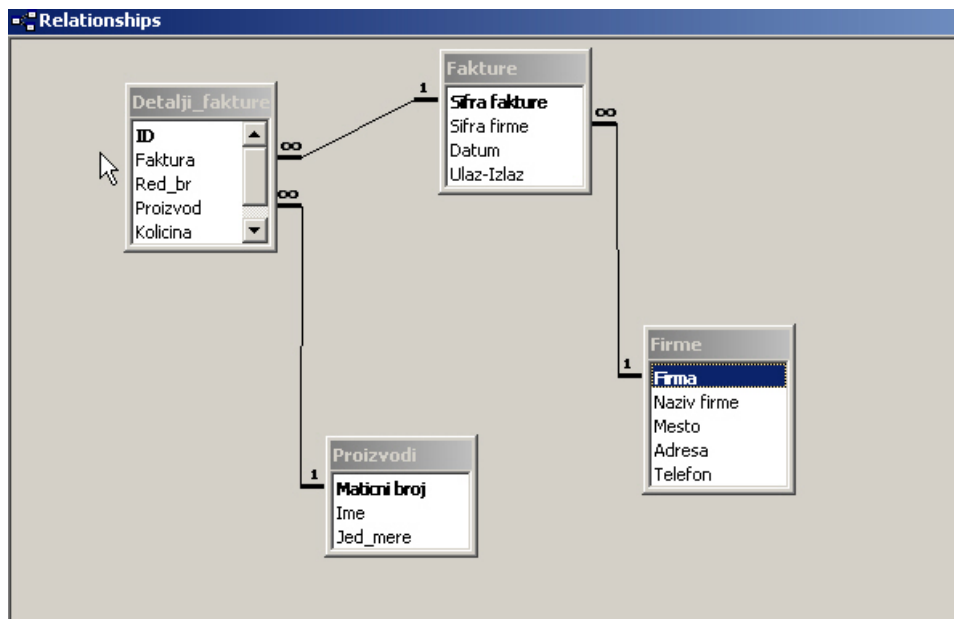 Relationships
Detalji_fakture
ID
Faktura
Red_br
Proizvod
Kolicina
∞
∞
1
Fakture
Sifra fakture
Sifra firme
Datum
Ulaz-Izlaz
∞
1
Firme
Firma
Naziv firme
Mesto
Adresa
Telefon
1
Proizvodi
Maticni broj
Ime
Jed_mere